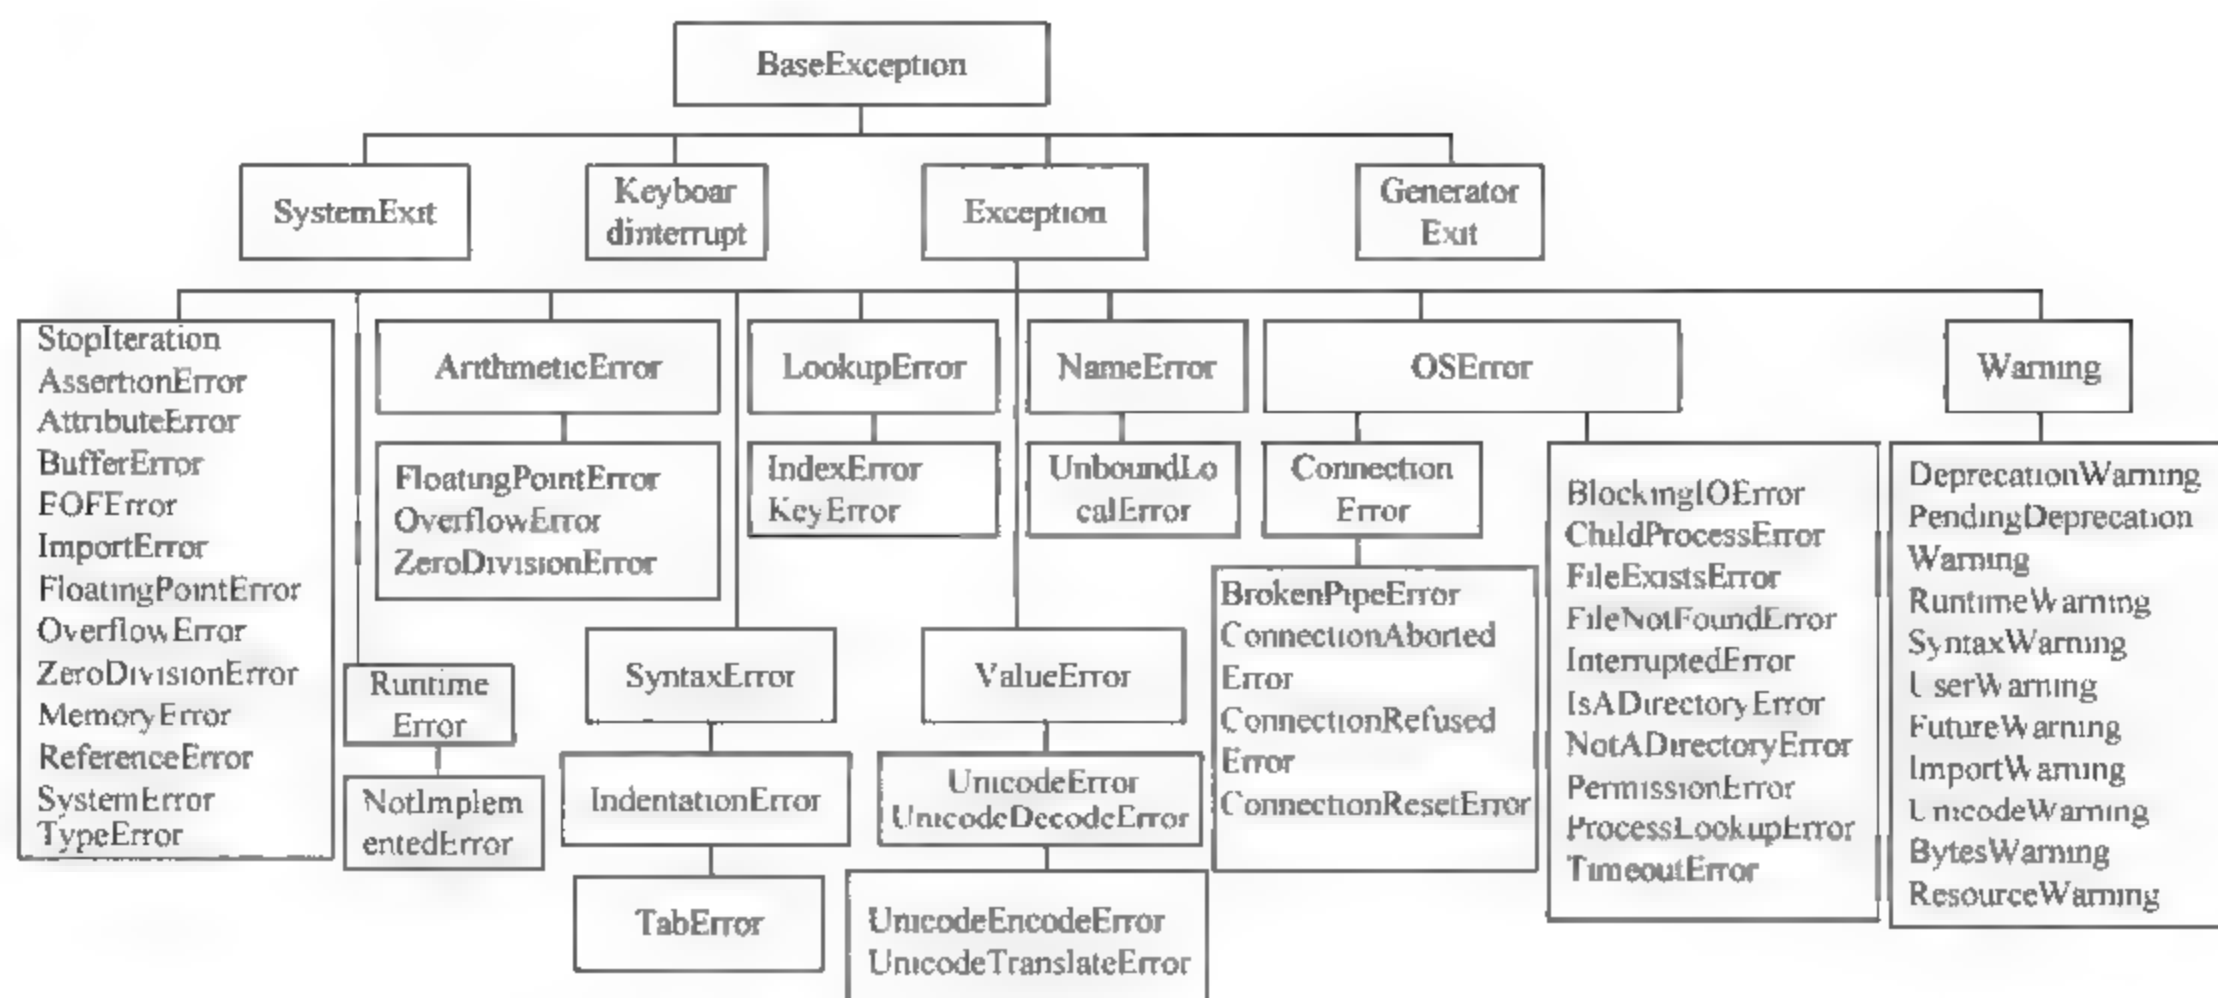 BaseException
SystemExit
Keyboar
dinterrupt
Exception
Generator
Exit
StopIteration
AssertionError
AttributeError
BufferError
EOFError
ImportError
FloatingPointError
OverflowError
ZeroDivisionError
MemoryError
ReferenceError
SystemError
TypeError
Runtime
Error
NotImplem
entedError
ArithmeticError
FloatingPointError
OverflowError
ZeroDivisionError
SyntaxError
IndentationError
TabError
LookupError
IndexError
KeyError
ValueError
UnicodeError
UnicodeDecodeError
UnicodeEncodeError
UnicodeTranslateError
NameError
UnboundLo
calError
OSError
Connection
Error
BrokenPipeError
ConnectionAborted
Error
ConnectionRefused
Error
ConnectionResetError
BlockingIOError
ChildProcessError
FileExistsError
FileNotFoundError
InterruptedError
IsADirectoryError
NotADirectoryError
PermissionError
ProcessLookupError
TimeoutError
Warning
DeprecationWarning
PendingDeprecation
Warning
RuntimeWarning
SyntaxWarning
UserWarning
FutureWarning
ImportWarning
UnicodeWarning
BytesWarning
ResourceWarning